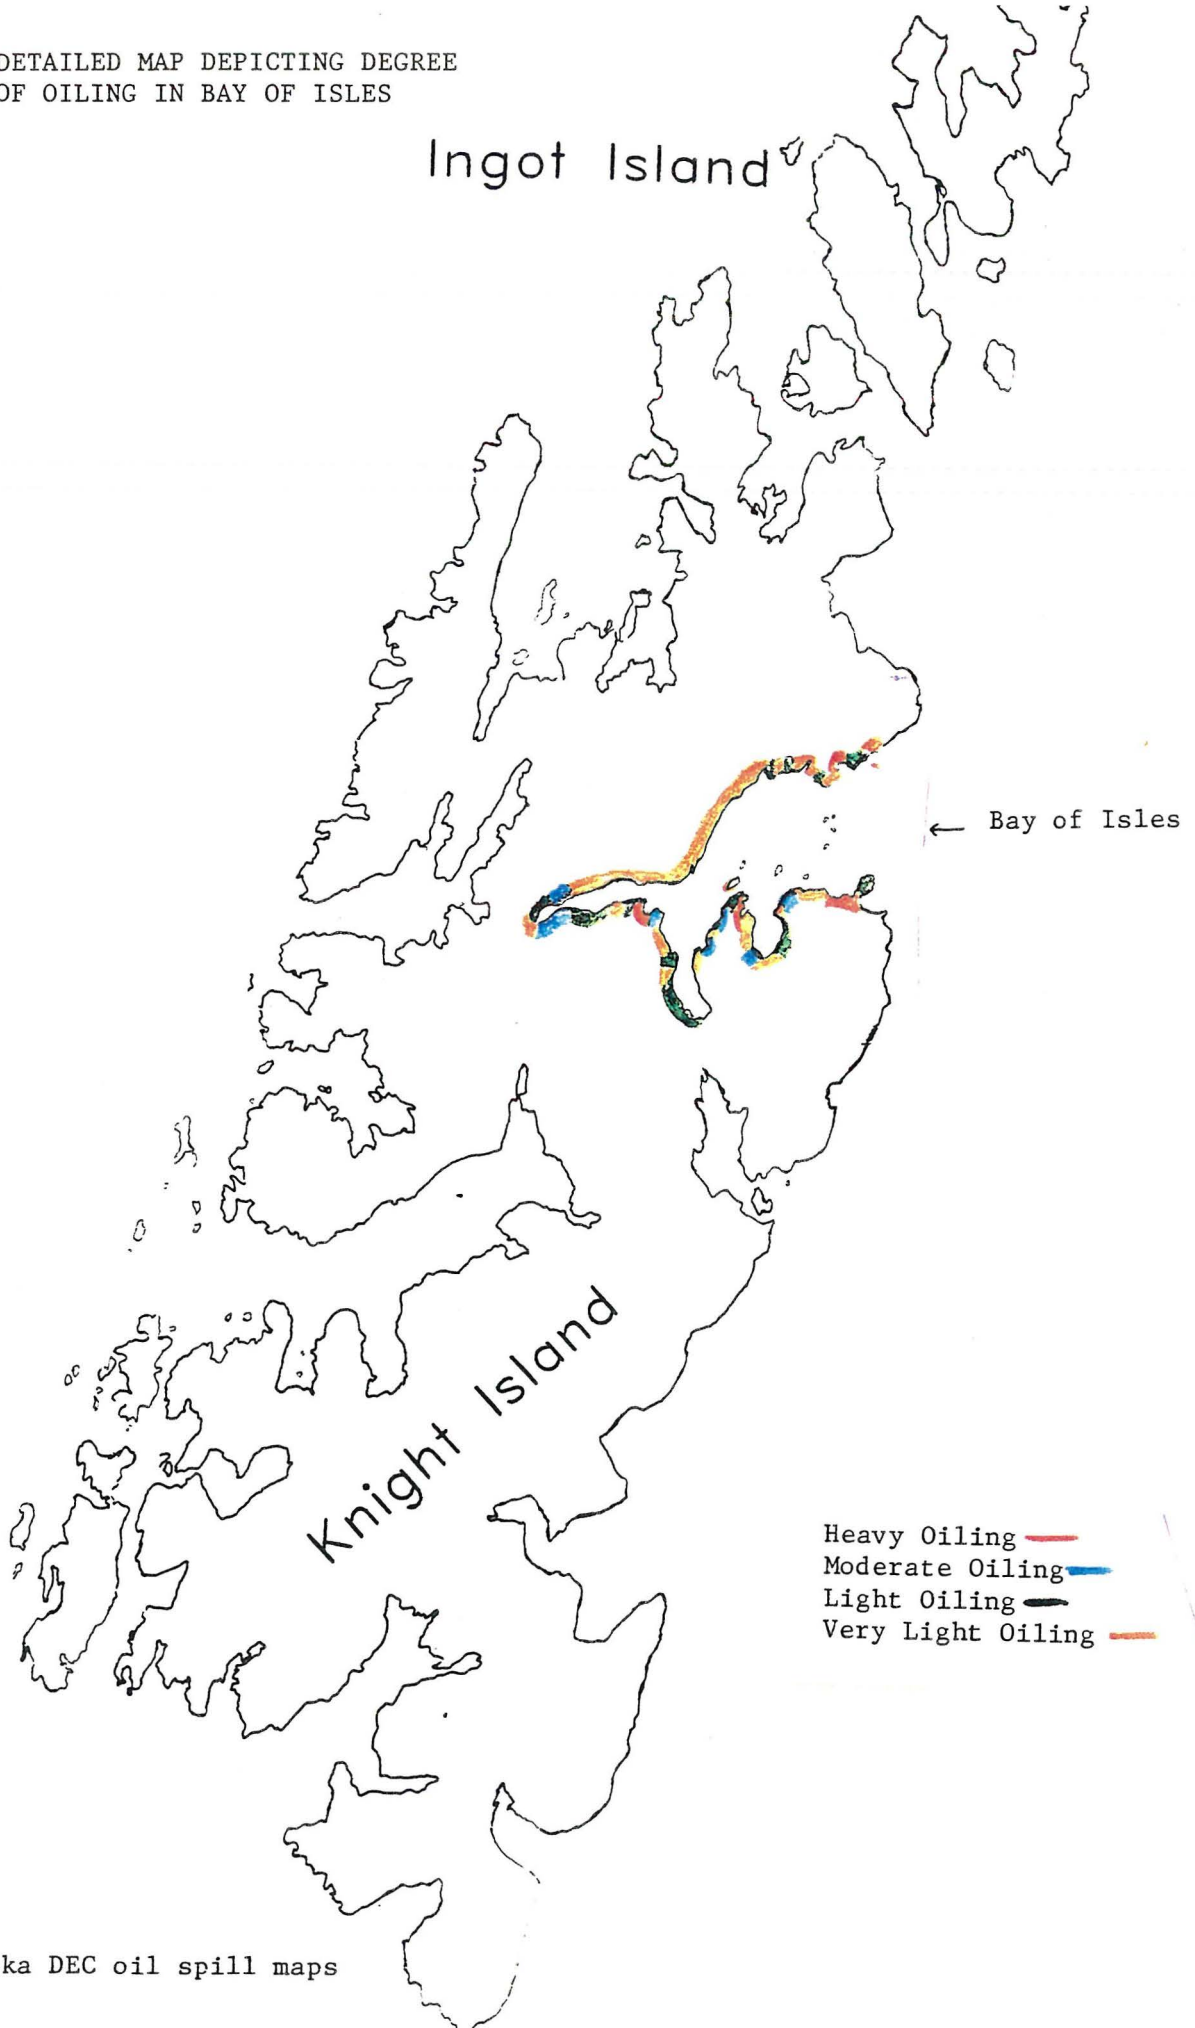 DETAILED MAP DEPICTING DEGREE
OF OILING IN BAY OF ISLES
Ingot Island
← Bay of Isles
Knight Island
Heavy Oiling
Moderate Oiling
Light Oiling
Very Light Oiling
ka DEC oil spill maps